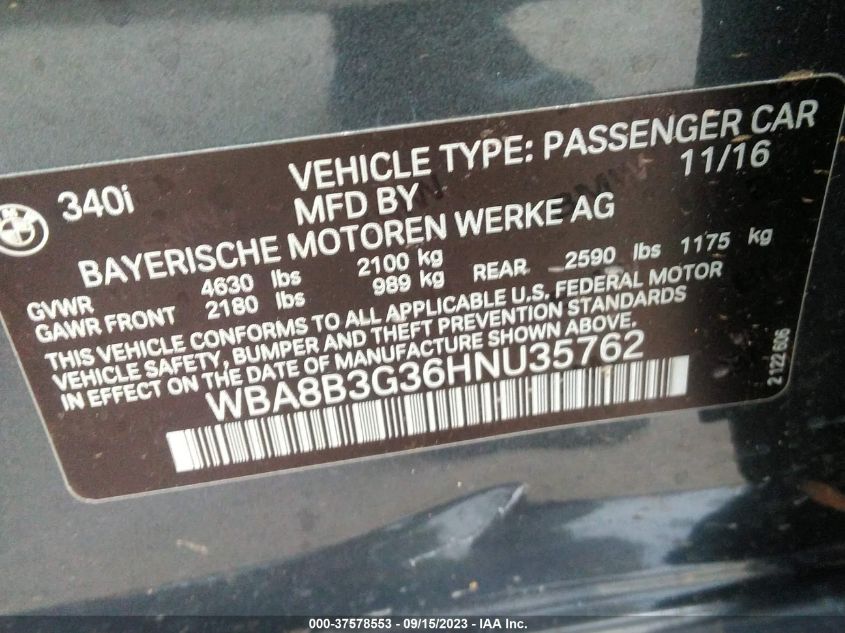 340i
VEHICLE TYPE: PASSENGER CAR
MFD BY 11/16
BAYERISCHE MOTOREN WERKE AG
GVWR 4630 lbs 2100 kg
GAWR FRONT 2180 lbs 989 kg REAR 2590 lbs 1175 kg
THIS VEHICLE CONFORMS TO ALL APPLICABLE U.S. FEDERAL MOTOR
VEHICLE SAFETY, BUMPER AND THEFT PREVENTION STANDARDS
IN EFFECT ON THE DATE OF MANUFACTURE SHOWN ABOVE.
WBA8B3G36HNU35762
2 122 606
000-37578553 - 09/15/2023 - IAA Inc.